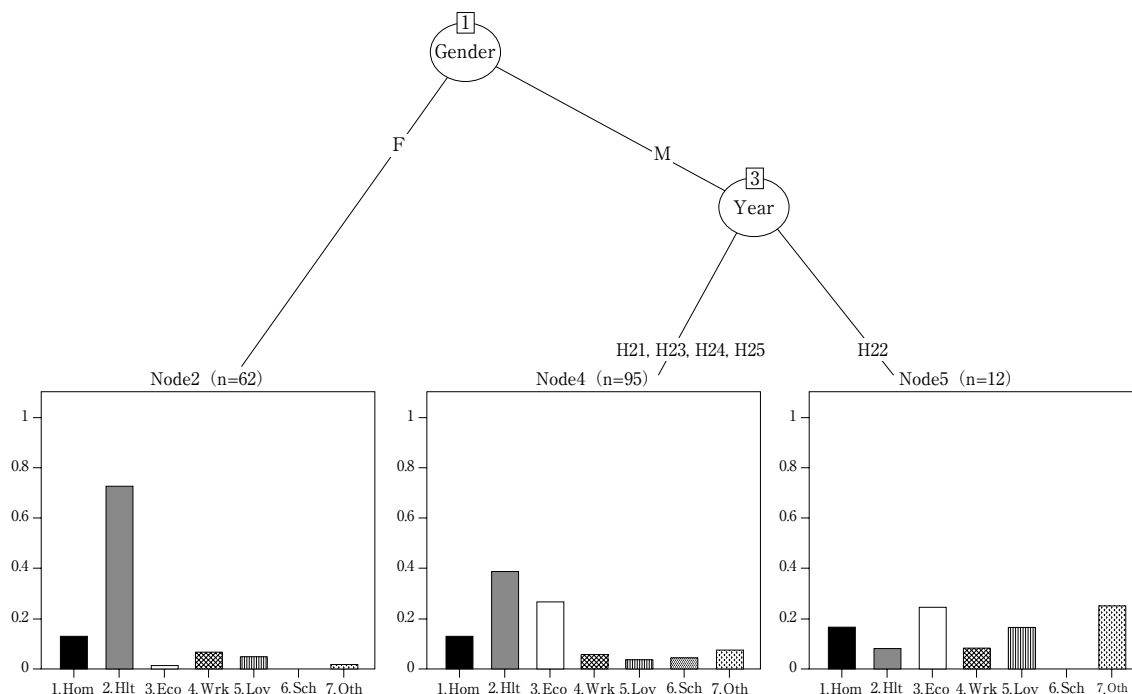 1
Gender
F
M
3
Year
H21, H23, H24, H25
H22
Node2 (n=62)
1
0.8
0.6
0.4
0.2
0
1.Hom 2.Hlt 3.Eco 4.Wrk 5.Lov 6.Sch 7.Oth
Node4 (n=95)
1
0.8
0.6
0.4
0.2
0
1.Hom 2.Hlt 3.Eco 4.Wrk 5.Lov 6.Sch 7.Oth
Node5 (n=12)
1
0.8
0.6
0.4
0.2
0
1.Hom 2.Hlt 3.Eco 4.Wrk 5.Lov 6.Sch 7.Oth